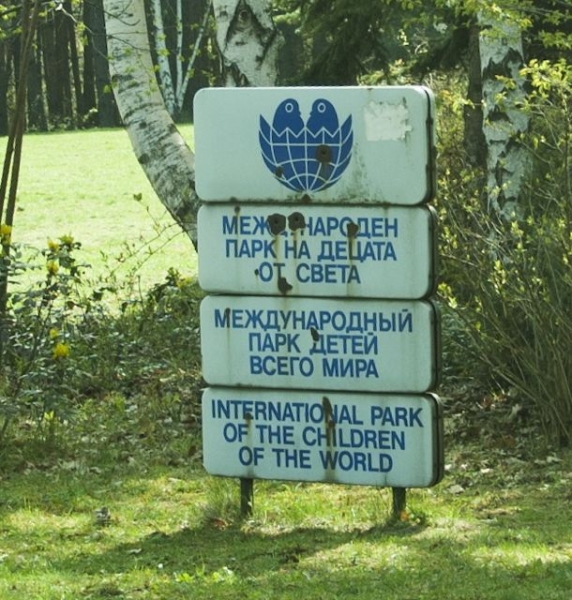 МЕЖДУНАРОДЕН
ПАРК НА ДЕЦАТА
ОТ СВЕТА
МЕЖДУНАРОДНЫЙ
ПАРК ДЕТЕЙ
ВСЕГО МИРА
INTERNATIONAL PARK
OF THE CHILDREN
OF THE WORLD